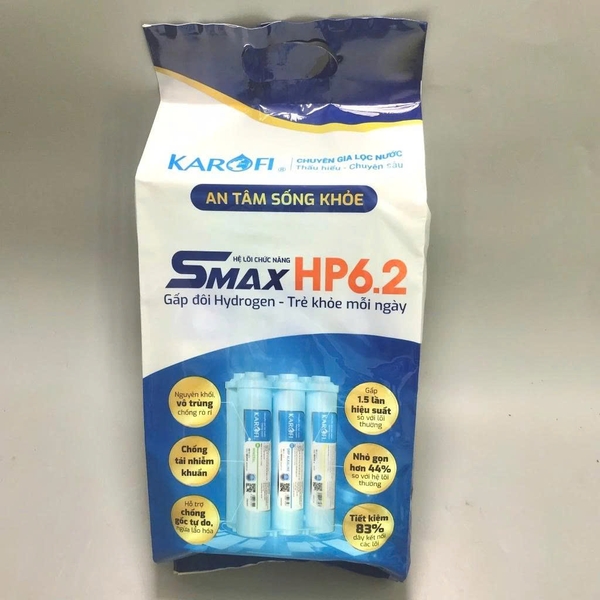 KAROFI® CHUYÊN GIA LỌC NƯỚC
Thấu hiểu - Chuyên sâu
AN TÂM SỐNG KHỎE
HỆ LÕI CHỨC NĂNG
SMAX HP6.2
Gấp đôi Hydrogen - Trẻ khỏe mỗi ngày
Nguyên khối,
vô trùng
chống rò rỉ
Chống
tái nhiễm
khuẩn
Hỗ trợ
chống
gốc tự do,
ngừa lão hóa
KAROFI
KAROFI
KAROFI
Gấp
1.5 lần
hiệu suất
so với lõi
thường
Nhỏ gọn
hơn 44%
so với hệ lõi
thường
Tiết kiệm
83%
dây kết nối
các lõi